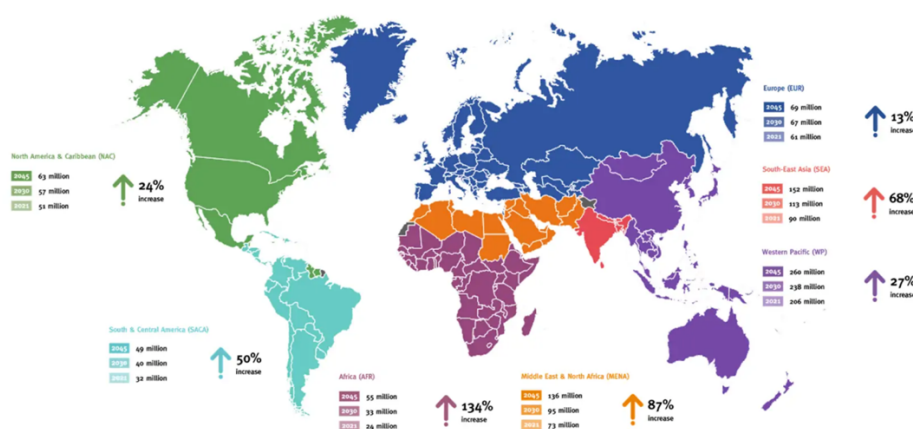 Europe (EUR)
2045 69 million
2030 67 million
2021 61 million
13%
increase
North America & Caribbean (NAC)
2045 63 million
2030 57 million
2021 51 million
24%
increase
South-East Asia (SEA)
2045 152 million
2030 113 million
2021 90 million
68%
increase
Western Pacific (WP)
2045 260 million
2030 238 million
2021 206 million
27%
increase
South & Central America (SACA)
2045 49 million
2030 40 million
2021 32 million
50%
increase
Africa (AFR)
2045 55 million
2030 33 million
2021 24 million
134%
increase
Middle East & North Africa (MENA)
2045 136 million
2030 95 million
2021 73 million
87%
increase